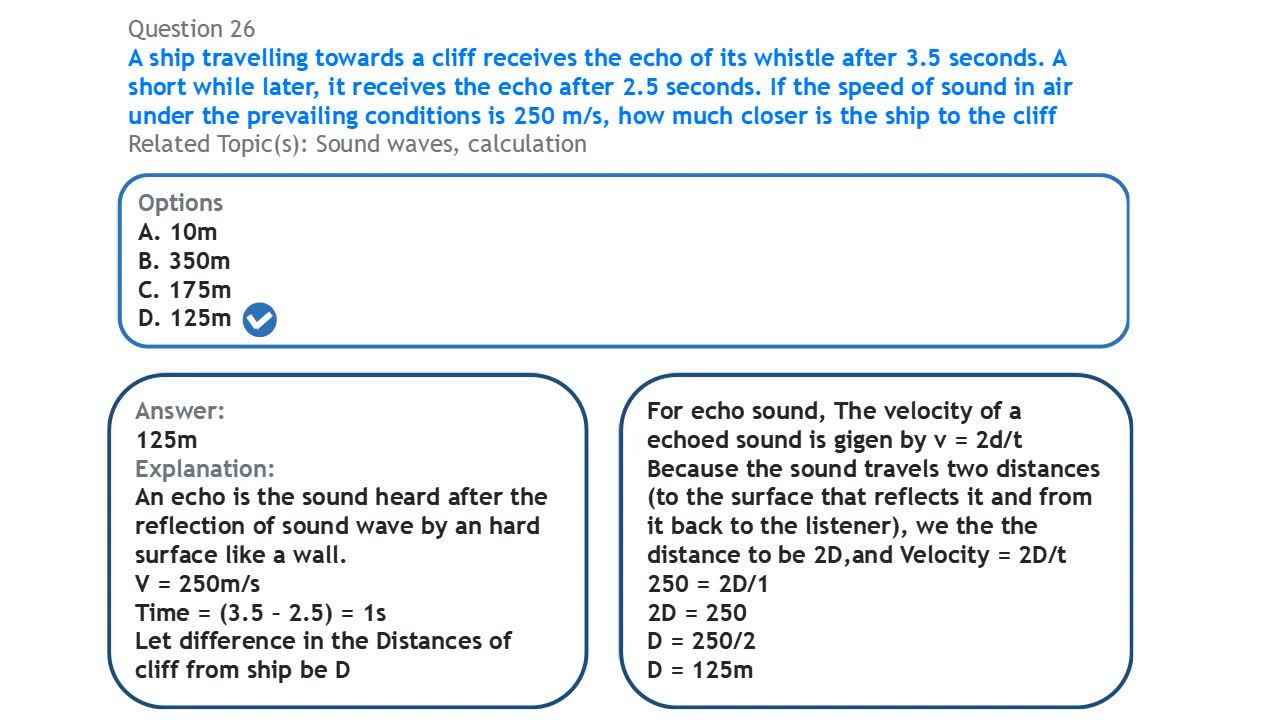 Question 26
A ship travelling towards a cliff receives the echo of its whistle after 3.5 seconds. A
short while later, it receives the echo after 2.5 seconds. If the speed of sound in air
under the prevailing conditions is 250 m/s, how much closer is the ship to the cliff
Related Topic(s): Sound waves, calculation
Options
A. 10m
B. 350m
C. 175m
D. 125m
Answer:
125m
Explanation:
An echo is the sound heard after the
reflection of sound wave by an hard
surface like a wall.
V = 250m/s
Time = (3.5 – 2.5) = 1s
Let difference in the Distances of
cliff from ship be D
For echo sound, The velocity of a
echoed sound is gigen by v = 2d/t
Because the sound travels two distances
(to the surface that reflects it and from
it back to the listener), we the the
distance to be 2D,and Velocity = 2D/t
250 = 2D/1
2D = 250
D = 250/2
D = 125m